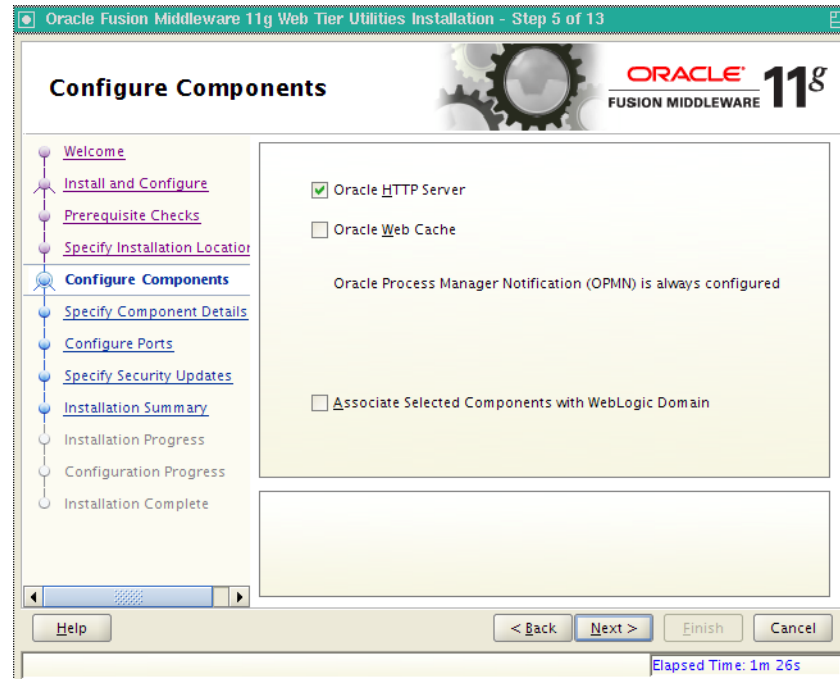 Oracle Fusion Middleware 11g Web Tier Utilities Installation - Step 5 of 13
Configure Components
ORACLE
FUSION MIDDLEWARE 11g
Welcome
Install and Configure
Prerequisite Checks
Specify Installation Location
Configure Components
Specify Component Details
Configure Ports
Specify Security Updates
Installation Summary
Installation Progress
Configuration Progress
Installation Complete
Oracle HTTP Server
Oracle Web Cache
Oracle Process Manager Notification (OPMN) is always configured
Associate Selected Components with WebLogic Domain
Help
< Back Next > Finish Cancel
Elapsed Time: 1m 26s